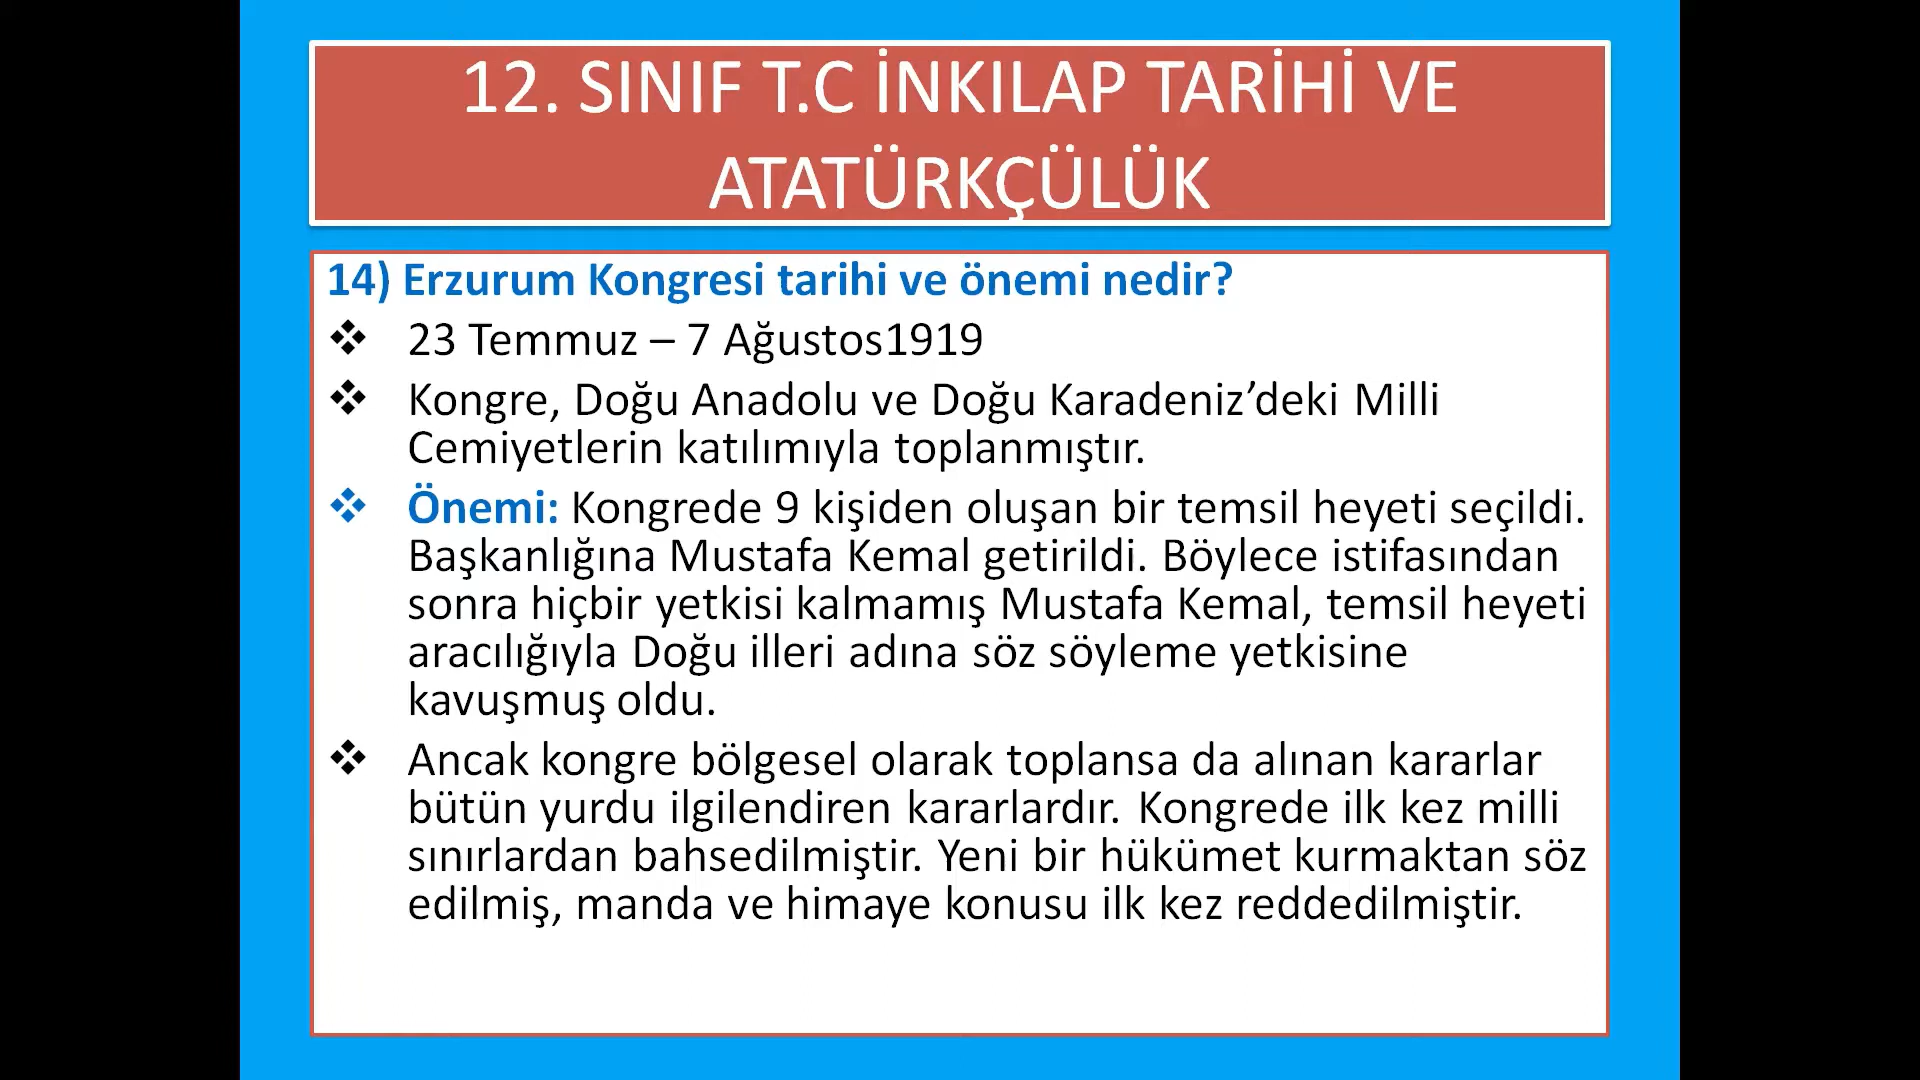 12. SINIF T.C İNKILAP TARİHİ VE
ATATÜRKÇÜLÜK
14) Erzurum Kongresi tarihi ve önemi nedir?
❖ 23 Temmuz – 7 Ağustos1919
❖ Kongre, Doğu Anadolu ve Doğu Karadeniz’deki Milli
Cemiyetlerin katılımıyla toplanmıştır.
❖ Önemi: Kongrede 9 kişiden oluşan bir temsil heyeti seçildi.
Başkanlığına Mustafa Kemal getirildi. Böylece istifasından
sonra hiçbir yetkisi kalmamış Mustafa Kemal, temsil heyeti
aracılığıyla Doğu illeri adına söz söyleme yetkisine
kavuşmuş oldu.
❖ Ancak kongre bölgesel olarak toplansa da alınan kararlar
bütün yurdu ilgilendiren kararlardır. Kongrede ilk kez milli
sınırlardan bahsedilmiştir. Yeni bir hükümet kurmaktan söz
edilmiş, manda ve himaye konusu ilk kez reddedilmiştir.